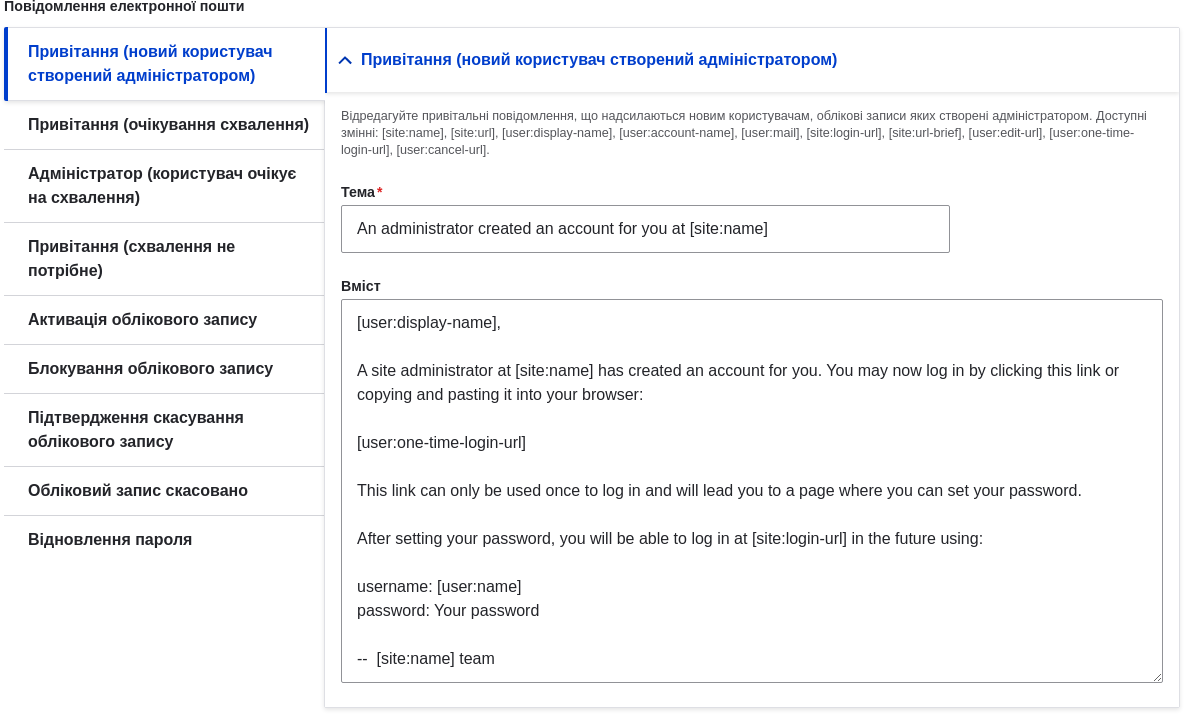 Повідомлення електронної пошти
Привітання (новий користувач
створений адміністратором)
Привітання (очікування схвалення)
Адміністратор (користувач очікує
на схвалення)
Привітання (схвалення не
потрібне)
Активація облікового запису
Блокування облікового запису
Підтвердження скасування
облікового запису
Обліковий запис скасовано
Відновлення пароля
Привітання (новий користувач створений адміністратором)
Відредагуйте привітальні повідомлення, що надсилаються новим користувачам, облікові записи яких створені адміністратором. Доступні
змінні: [site:name], [site:url], [user:display-name], [user:account-name], [user:mail], [site:login-url], [site:url-brief], [user:edit-url], [user:one-time-
login-url], [user:cancel-url].
Тема*
An administrator created an account for you at [site:name]
Вміст
[user:display-name],
A site administrator at [site:name] has created an account for you. You may now log in by clicking this link or
copying and pasting it into your browser:
[user:one-time-login-url]
This link can only be used once to log in and will lead you to a page where you can set your password.
After setting your password, you will be able to log in at [site:login-url] in the future using:
username: [user:name]
password: Your password
--  [site:name] team